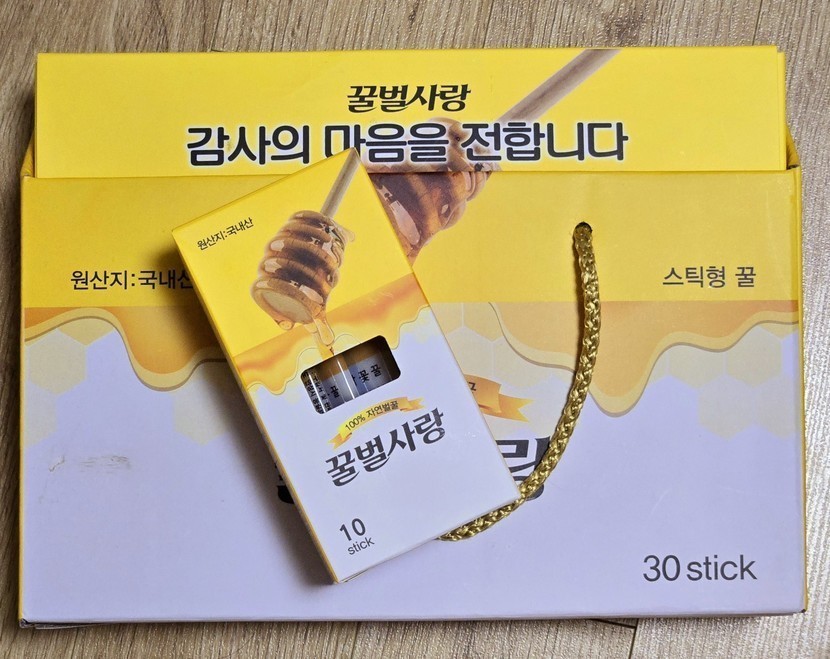 꿀벌사랑
감사의 마음을 전합니다
원산지:국내산
스틱형 꿀
30 stick
원산지:국내산
꽃꿀
100% 자연벌꿀
꿀벌사랑
10
stick